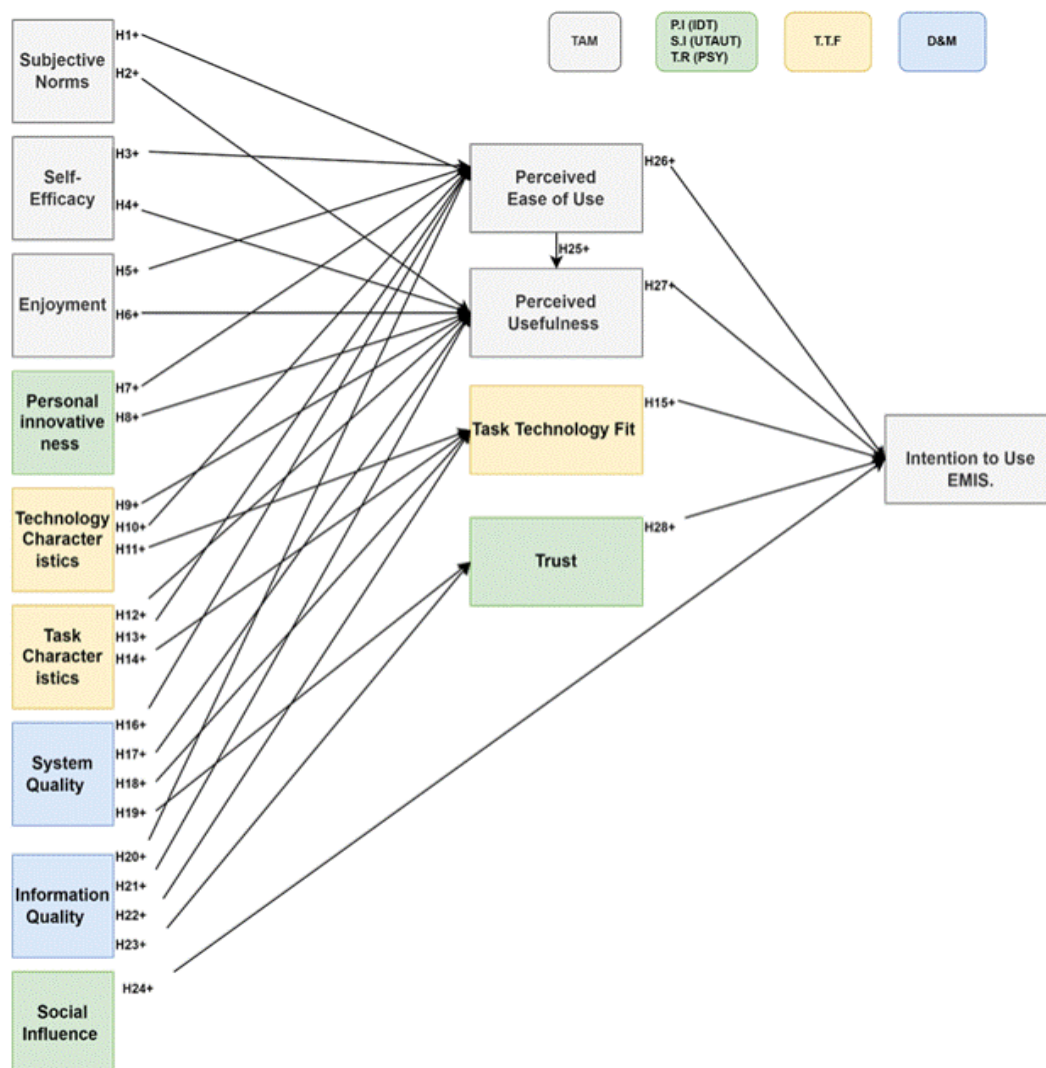 TAM
P.I (IDT)
S.I (UTAUT)
T.R (PSY)
T.T.F
D&M
Subjective
Norms
H1+
H2+
Self-
Efficacy
H3+
H4+
Enjoyment
H5+
H6+
Personal
innovative
ness
H7+
H8+
Technology
Character
istics
H9+
H10+
H11+
Task
Character
istics
H12+
H13+
H14+
System
Quality
H16+
H17+
H18+
H19+
Information
Quality
H20+
H21+
H22+
H23+
Social
Influence
H24+
Perceived
Ease of Use
H26+
H25+
Perceived
Usefulness
H27+
Task Technology Fit
H15+
Trust
H28+
Intention to Use
EMIS.